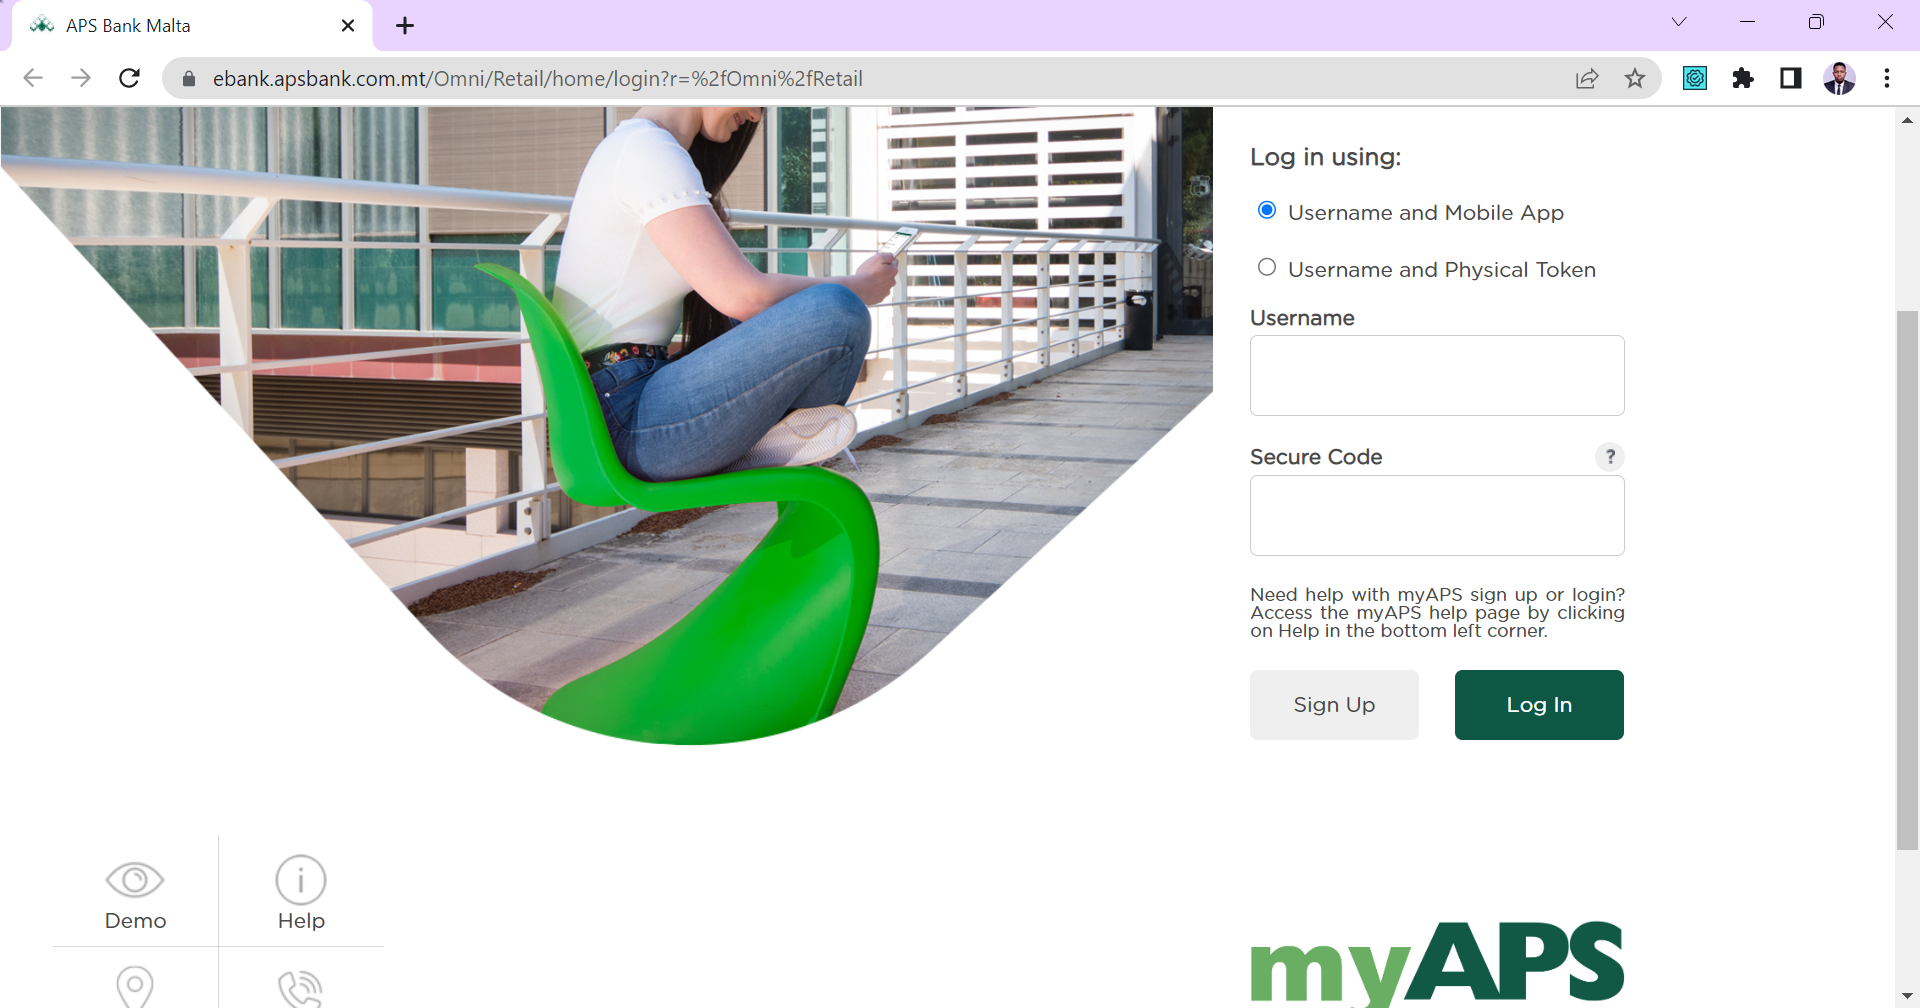 APS Bank Malta
ebank.apsbank.com.mt/Omni/Retail/home/login?r=%2fOmni%2fRetail
Log in using:
Username and Mobile App
Username and Physical Token
Username
Secure Code
?
Need help with myAPS sign up or login?
Access the myAPS help page by clicking
on Help in the bottom left corner.
Sign Up
Log In
Demo
Help
myAPS